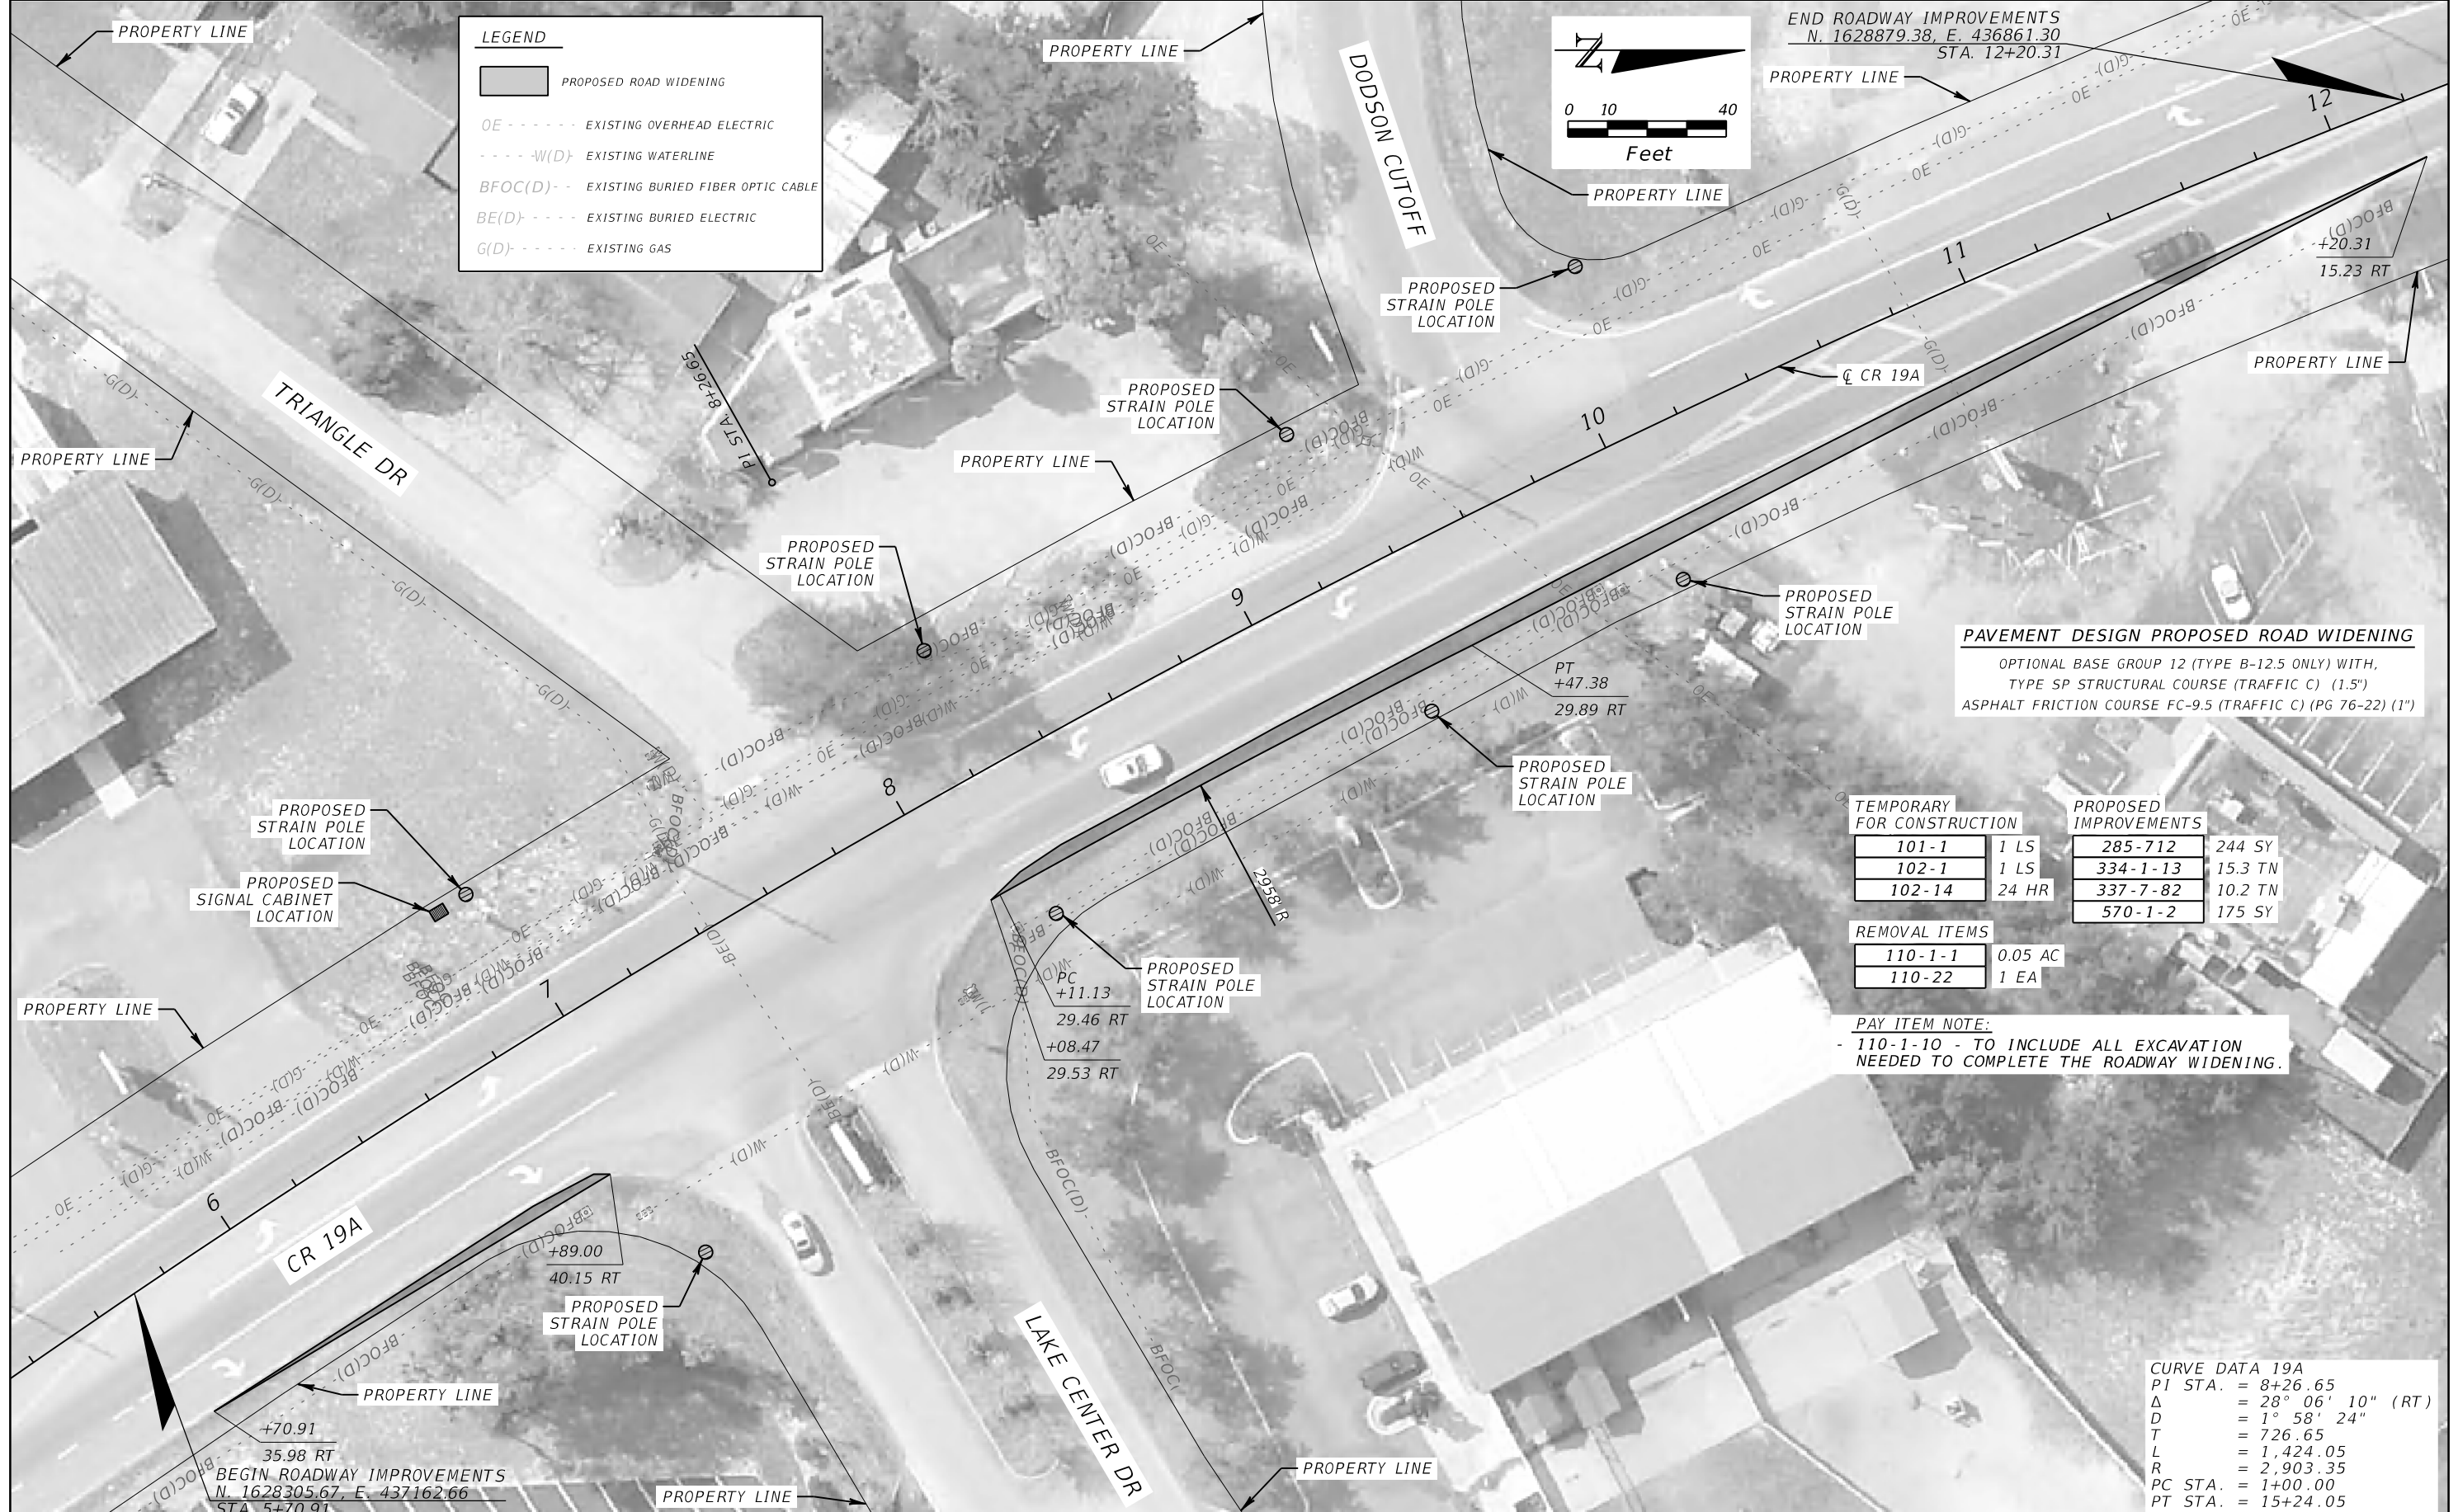 PROPERTY LINE
LEGEND
PROPOSED ROAD WIDENING
OE EXISTING OVERHEAD ELECTRIC
W(D) EXISTING WATERLINE
BFOC(D) EXISTING BURIED FIBER OPTIC CABLE
BE(D) EXISTING BURIED ELECTRIC
G(D) EXISTING GAS
PROPERTY LINE
DODSON CUTOFF
N
0 10 40
Feet
END ROADWAY IMPROVEMENTS
N. 1628879.38, E. 436861.30
STA. 12+20.31
PROPERTY LINE
PROPERTY LINE
12
11
10
9
8
7
6
+20.31
15.23 RT
PROPERTY LINE
PROPOSED
STRAIN POLE
LOCATION
℄ CR 19A
PI STA. 8+26.65
TRIANGLE DR
PROPERTY LINE
PROPOSED
STRAIN POLE
LOCATION
PROPERTY LINE
PROPOSED
STRAIN POLE
LOCATION
PROPOSED
STRAIN POLE
LOCATION
PAVEMENT DESIGN PROPOSED ROAD WIDENING
OPTIONAL BASE GROUP 12 (TYPE B-12.5 ONLY) WITH,
TYPE SP STRUCTURAL COURSE (TRAFFIC C) (1.5")
ASPHALT FRICTION COURSE FC-9.5 (TRAFFIC C) (PG 76-22) (1")
PT
+47.38
29.89 RT
PROPOSED
STRAIN POLE
LOCATION
PROPOSED
STRAIN POLE
LOCATION
PROPOSED
SIGNAL CABINET
LOCATION
2958' R
TEMPORARY
FOR CONSTRUCTION
101-1 1 LS
102-1 1 LS
102-14 24 HR
PROPOSED
IMPROVEMENTS
285-712 244 SY
334-1-13 15.3 TN
337-7-82 10.2 TN
570-1-2 175 SY
REMOVAL ITEMS
110-1-1 0.05 AC
110-22 1 EA
PROPOSED
STRAIN POLE
LOCATION
PC
+11.13
29.46 RT
+08.47
29.53 RT
PROPERTY LINE
PAY ITEM NOTE:
- 110-1-10 - TO INCLUDE ALL EXCAVATION
NEEDED TO COMPLETE THE ROADWAY WIDENING.
CR 19A
+89.00
40.15 RT
PROPOSED
STRAIN POLE
LOCATION
LAKE CENTER DR
PROPERTY LINE
+70.91
35.98 RT
BEGIN ROADWAY IMPROVEMENTS
N. 1628305.67, E. 437162.66
STA. 5+70.91
PROPERTY LINE
PROPERTY LINE
CURVE DATA 19A
PI STA. = 8+26.65
Δ = 28° 06' 10" (RT)
D = 1° 58' 24"
T = 726.65
L = 1,424.05
R = 2,903.35
PC STA. = 1+00.00
PT STA. = 15+24.05